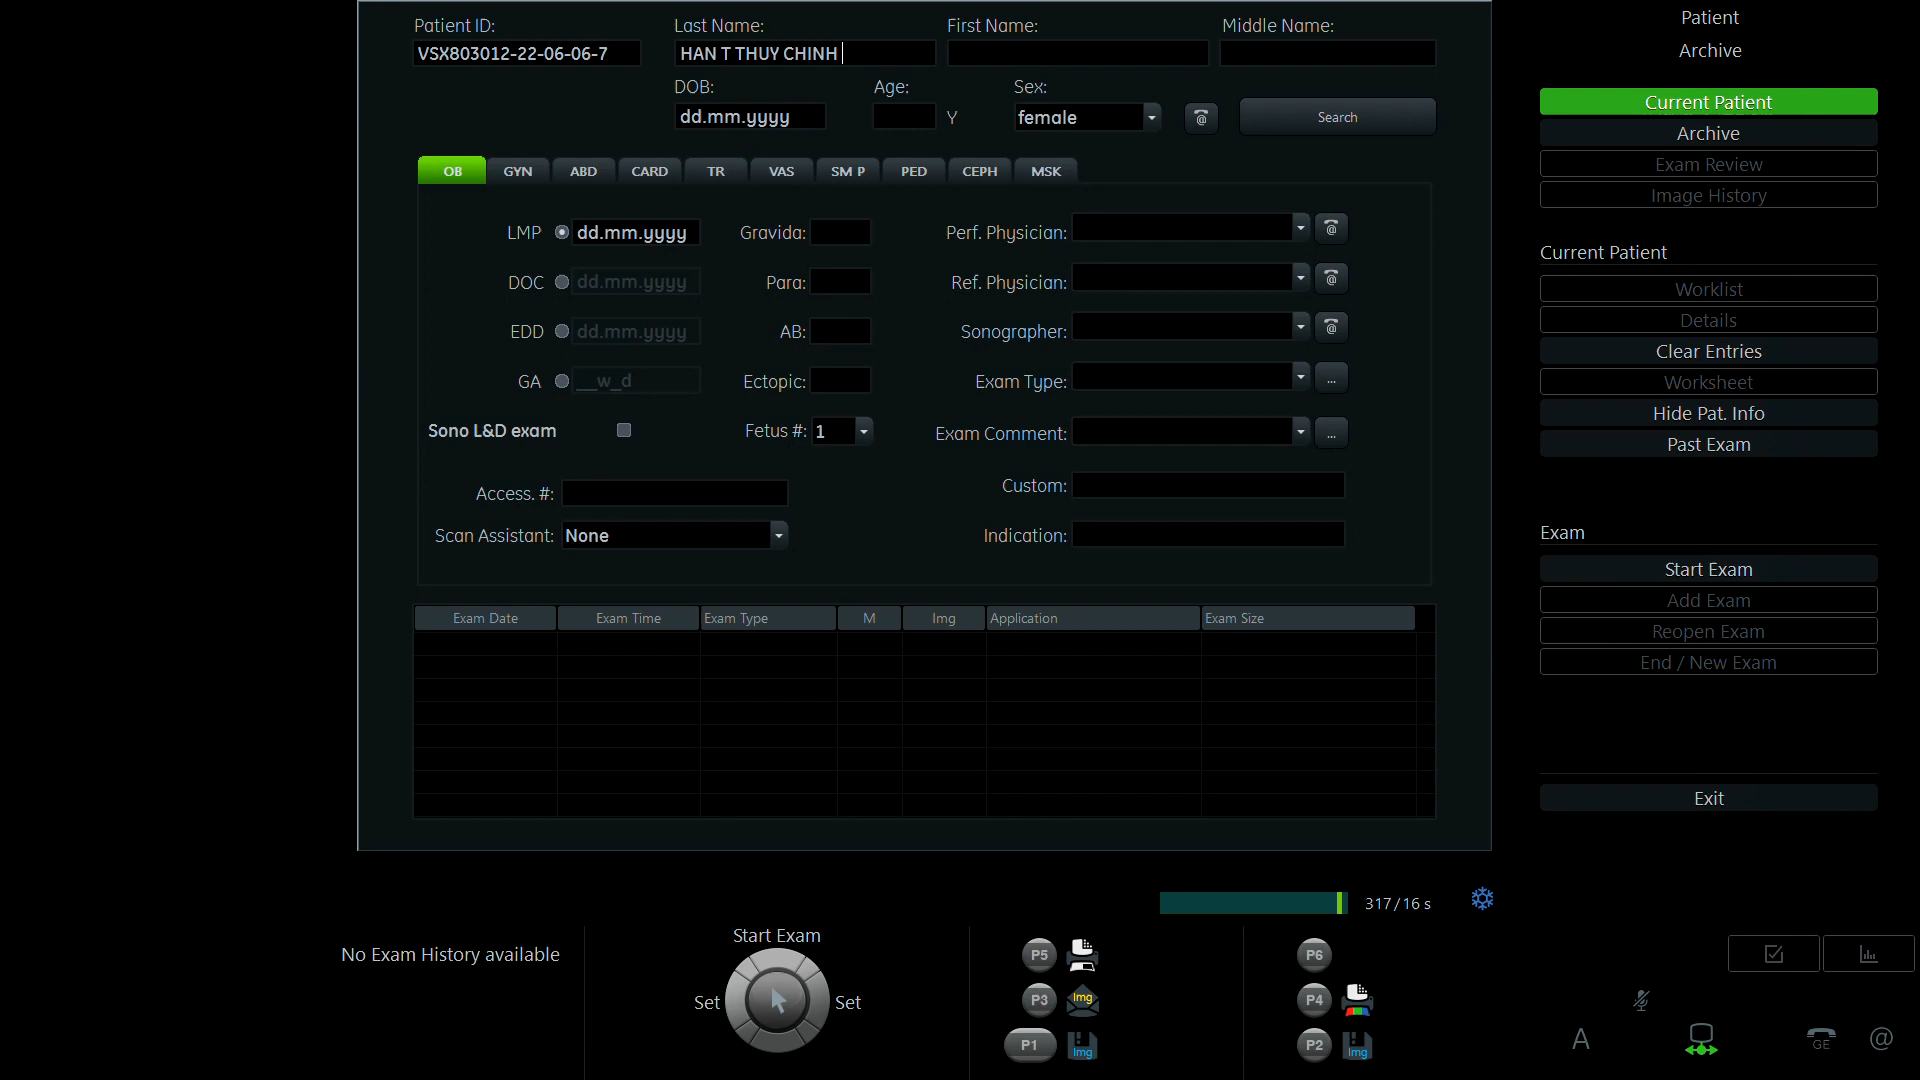 Patient ID: Last Name: First Name: Middle Name:
VSX803012-22-06-06-7 HAN T THUY CHINH
DOB: Age: Sex:
dd.mm.yyyy Y female @ Search
OB GYN ABD CARD TR VAS SM P PED CEPH MSK
LMP dd.mm.yyyy Gravida: Perf. Physician: @
DOC dd.mm.yyyy Para: Ref. Physician: @
EDD dd.mm.yyyy AB: Sonographer: @
GA __w_d Ectopic: Exam Type: ...
Sono L&D exam Fetus #: 1 Exam Comment: ...
Access. #: Custom:
Scan Assistant: None Indication:
Exam Date Exam Time Exam Type M Img Application Exam Size
Patient
Archive
Current Patient
Archive
Exam Review
Image History
Current Patient
Worklist
Details
Clear Entries
Worksheet
Hide Pat. Info
Past Exam
Exam
Start Exam
Add Exam
Reopen Exam
End / New Exam
Exit
317/16 s
No Exam History available
Start Exam
Set Set
P5 P6
P3 Img P4
P1 Img P2 Img
A GE @